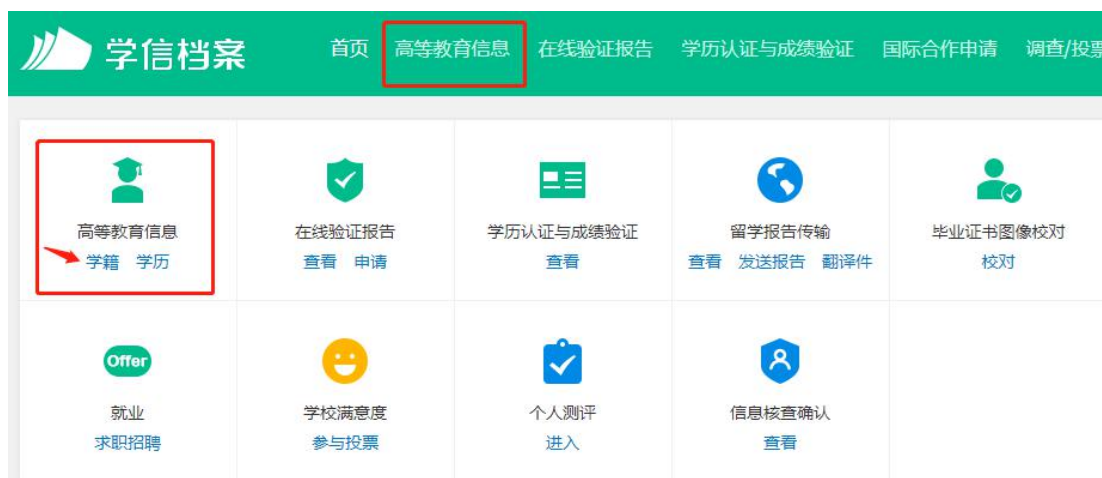 学信档案 首页 高等教育信息 在线验证报告 学历认证与成绩验证 国际合作申请 调查/投票
高等教育信息 在线验证报告 学历认证与成绩验证 留学报告传输 毕业证书图像校对
学籍 学历 查看 申请 查看 查看 发送报告 翻译件 校对
Offer
就业 学校满意度 个人测评 信息核查确认
求职招聘 参与投票 进入 查看